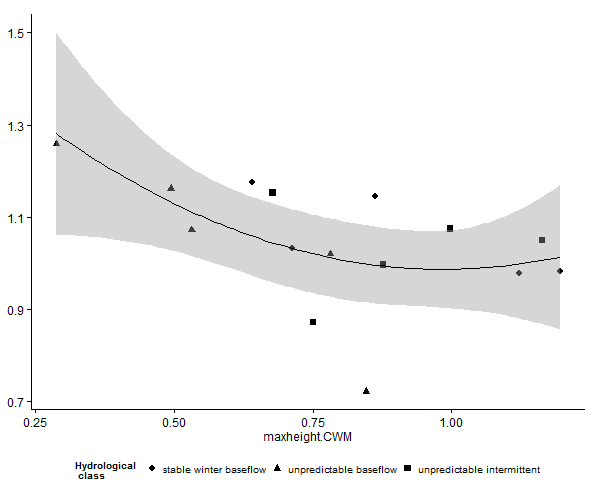 1.5
1.3
1.1
0.9
0.7
0.25 0.50 0.75 1.00
maxheight.CWM
Hydrological
class
stable winter baseflow unpredictable baseflow unpredictable intermittent